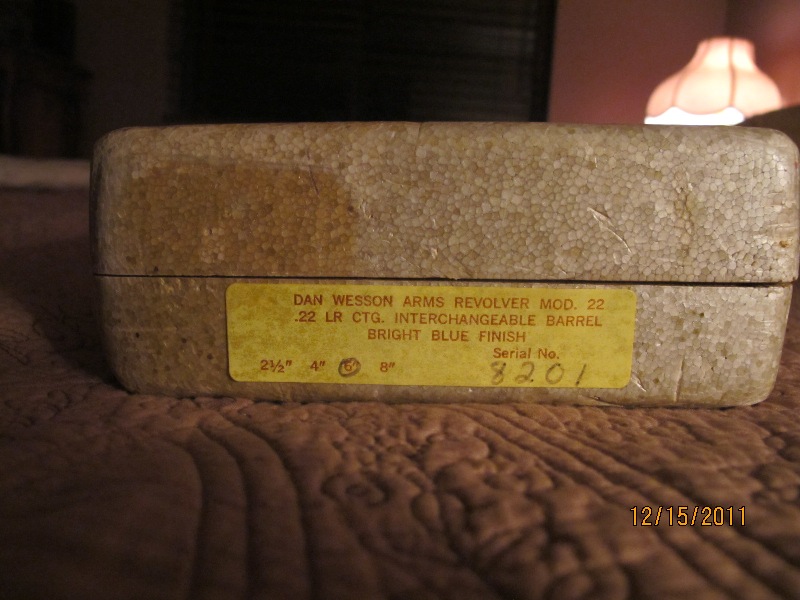 DAN WESSON ARMS REVOLVER MOD. 22
.22 LR CTG. INTERCHANGEABLE BARREL
BRIGHT BLUE FINISH
Serial No.
2½" 4" 6" 8" 8201
12/15/2011